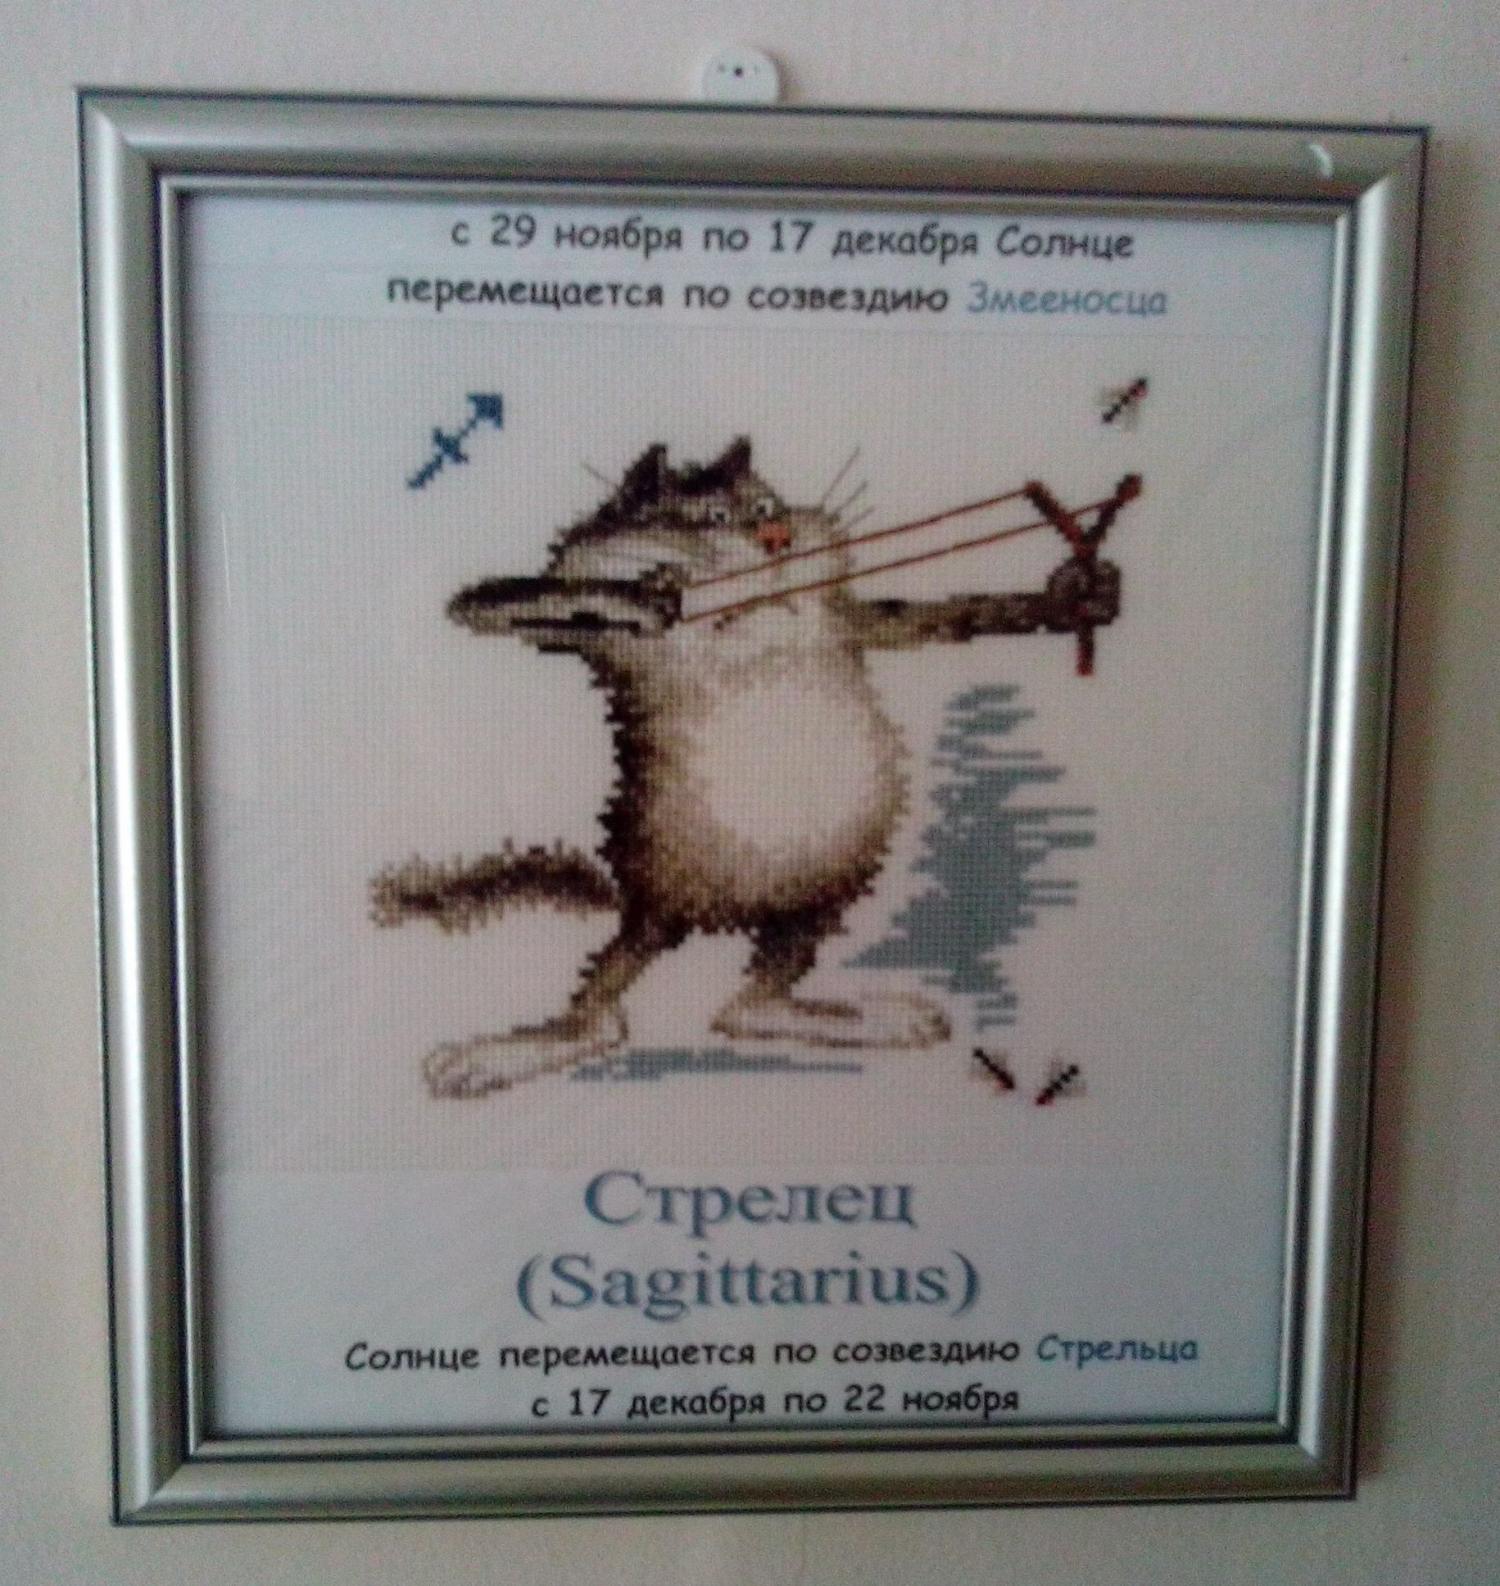 с 29 ноября по 17 декабря Солнце
перемещается по созвездию Змееносца
Стрелец
(Sagittarius)
Солнце перемещается по созвездию Стрельца
с 17 декабря по 22 ноября